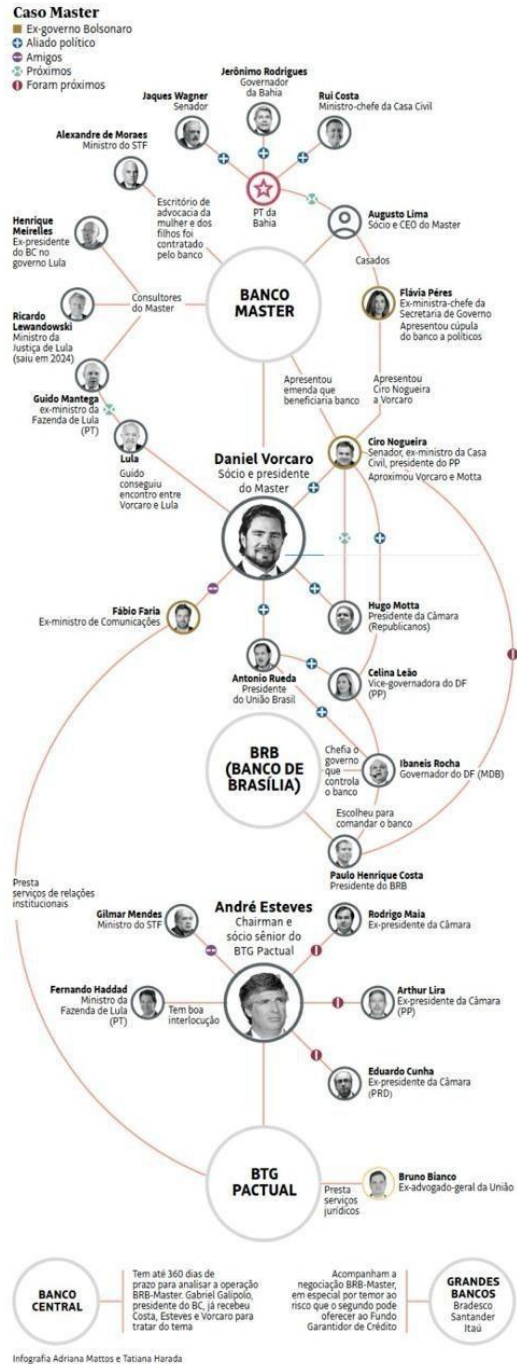 Caso Master
Ex-governo Bolsonaro
Aliado político
Amigos
Próximos
Foram próximos
Jerônimo Rodrigues
Governador
da Bahia
Jaques Wagner
Senador
Rui Costa
Ministro-chefe da Casa Civil
Alexandre de Moraes
Ministro do STF
PT da
Bahia
Augusto Lima
Sócio e CEO do Master
Escritório de
advocacia da
mulher e dos
filhos foi
contratado
pelo banco
Henrique
Meirelles
Ex-presidente
do BC no
governo Lula
Casados
BANCO
MASTER
Flávia Péres
Ex-ministra-chefe da
Secretaria de Governo
Apresentou cúpula
do banco a políticos
Consultores
do Master
Ricardo
Lewandowski
Ministro da
Justiça de Lula
(saiu em 2024)
Apresentou
emenda que
beneficiaria banco
Apresentou
Ciro Nogueira
a Vorcaro
Guido Mantega
ex-ministro da
Fazenda de Lula
(PT)
Lula
Guido
conseguiu
encontro entre
Vorcaro e Lula
Daniel Vorcaro
Sócio e presidente
do Master
Ciro Nogueira
Senador, ex-ministro da Casa
Civil, presidente do PP
Aproximou Vorcaro e Motta
Fábio Faria
Ex-ministro de Comunicações
Hugo Motta
Presidente da Câmara
(Republicanos)
Antonio Rueda
Presidente
do União Brasil
Celina Leão
Vice-governadora do DF
(PP)
BRB
(BANCO DE
BRASÍLIA)
Chefia o
governo
que
controla
o banco
Ibaneis Rocha
Governador do DF (MDB)
Escolheu para
comandar o banco
Paulo Henrique Costa
Presidente do BRB
Presta
serviços de relações
institucionais
André Esteves
Chairman e
sócio sênior do
BTG Pactual
Gilmar Mendes
Ministro do STF
Rodrigo Maia
Ex-presidente da Câmara
Fernando Haddad
Ministro da
Fazenda de Lula
(PT)
Tem boa
interlocução
Arthur Lira
Ex-presidente da Câmara
(PP)
Eduardo Cunha
Ex-presidente da Câmara
(PRD)
BTG
PACTUAL
Presta
serviços
jurídicos
Bruno Bianco
Ex-advogado-geral da União
BANCO
CENTRAL
Tem até 360 dias de
prazo para analisar a operação
BRB-Master. Gabriel Galípolo,
presidente do BC, já recebeu
Costa, Esteves e Vorcaro para
tratar do tema
Acompanham a
negociação BRB-Master,
em especial por temor ao
risco que o segundo pode
oferecer ao Fundo
Garantidor de Crédito
GRANDES
BANCOS
Bradesco
Santander
Itaú
Infografia Adriana Mattos e Tatiana Harada